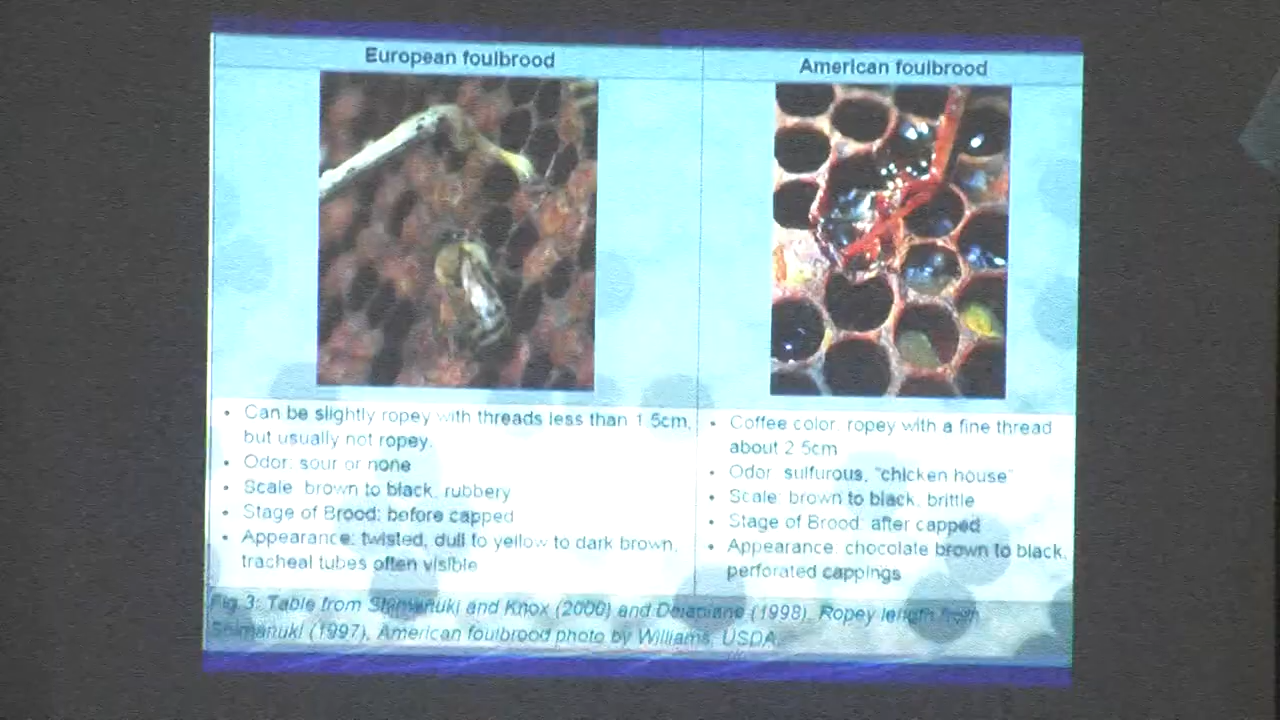 European foulbrood
American foulbrood
• Can be slightly ropey with threads less than 1.5cm,
but usually not ropey.
• Odor: sour or none
• Scale: brown to black, rubbery
• Stage of Brood: before capped
• Appearance: twisted, dull to yellow to dark brown,
tracheal tubes often visible
• Coffee color, ropey with a fine thread
about 2.5cm
• Odor: sulfurous, "chicken house"
• Scale: brown to black, brittle
• Stage of Brood: after capped
• Appearance: chocolate brown to black,
perforated cappings
Fig 3: Table from Shimanuki and Knox (2000) and Delaplane (1998). Ropey length from
Shimanuki (1997), American foulbrood photo by Williams, USDA.